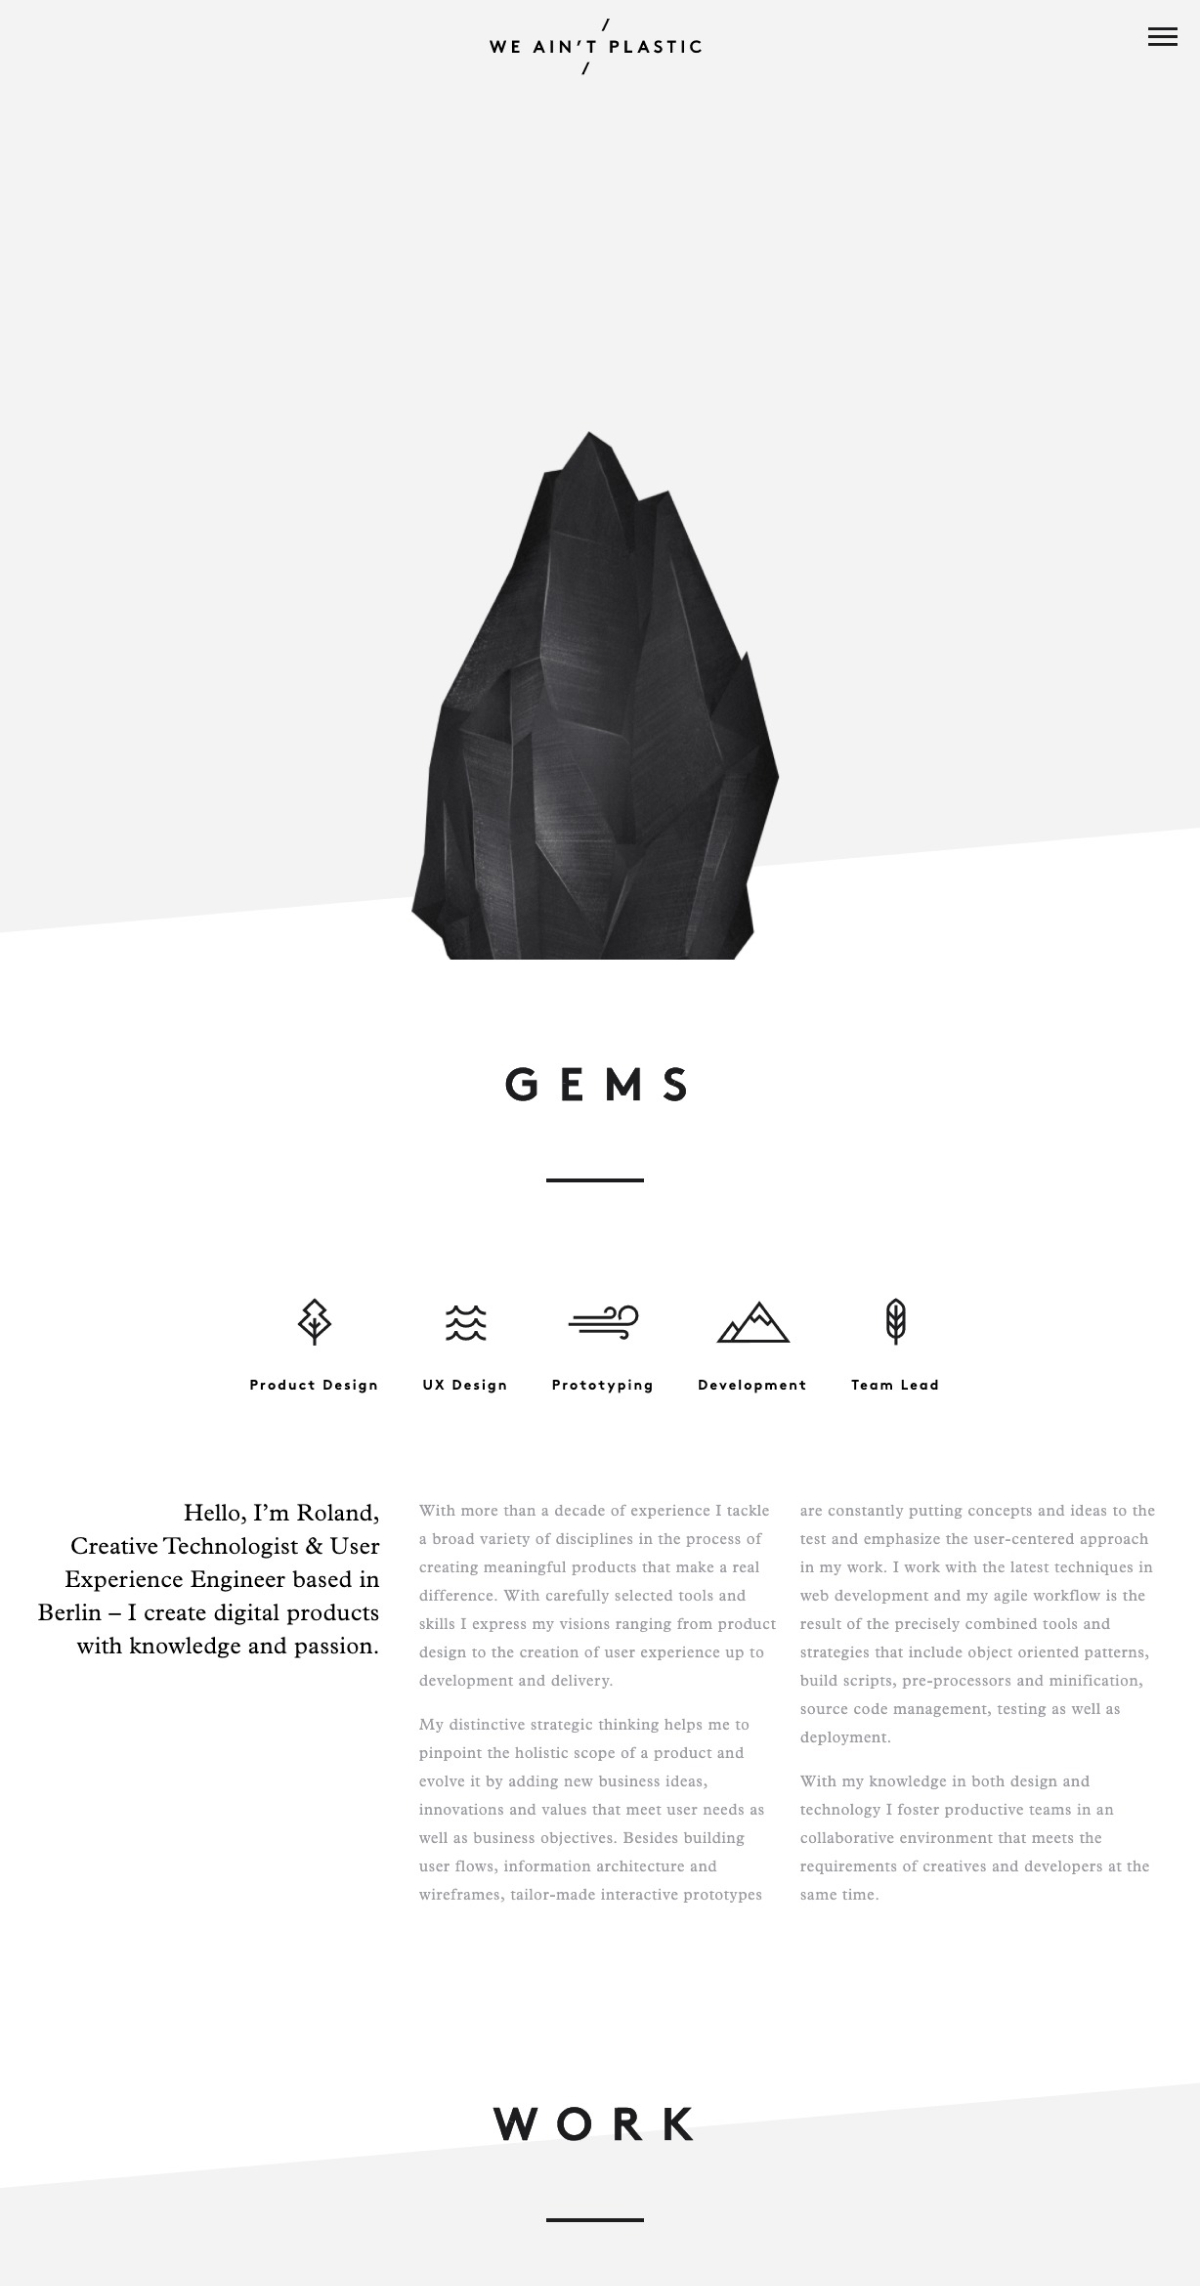 /
WE AIN'T PLASTIC
/
GEMS
Product Design
UX Design
Prototyping
Development
Team Lead
Hello, I’m Roland,
Creative Technologist & User
Experience Engineer based in
Berlin – I create digital products
with knowledge and passion.
With more than a decade of experience I tackle
a broad variety of disciplines in the process of
creating meaningful products that make a real
difference. With carefully selected tools and
skills I express my visions ranging from product
design to the creation of user experience up to
development and delivery.
My distinctive strategic thinking helps me to
pinpoint the holistic scope of a product and
evolve it by adding new business ideas,
innovations and values that meet user needs as
well as business objectives. Besides building
user flows, information architecture and
wireframes, tailor-made interactive prototypes
are constantly putting concepts and ideas to the
test and emphasize the user-centered approach
in my work. I work with the latest techniques in
web development and my agile workflow is the
result of the precisely combined tools and
strategies that include object oriented patterns,
build scripts, pre-processors and minification,
source code management, testing as well as
deployment.
With my knowledge in both design and
technology I foster productive teams in an
collaborative environment that meets the
requirements of creatives and developers at the
same time.
WORK